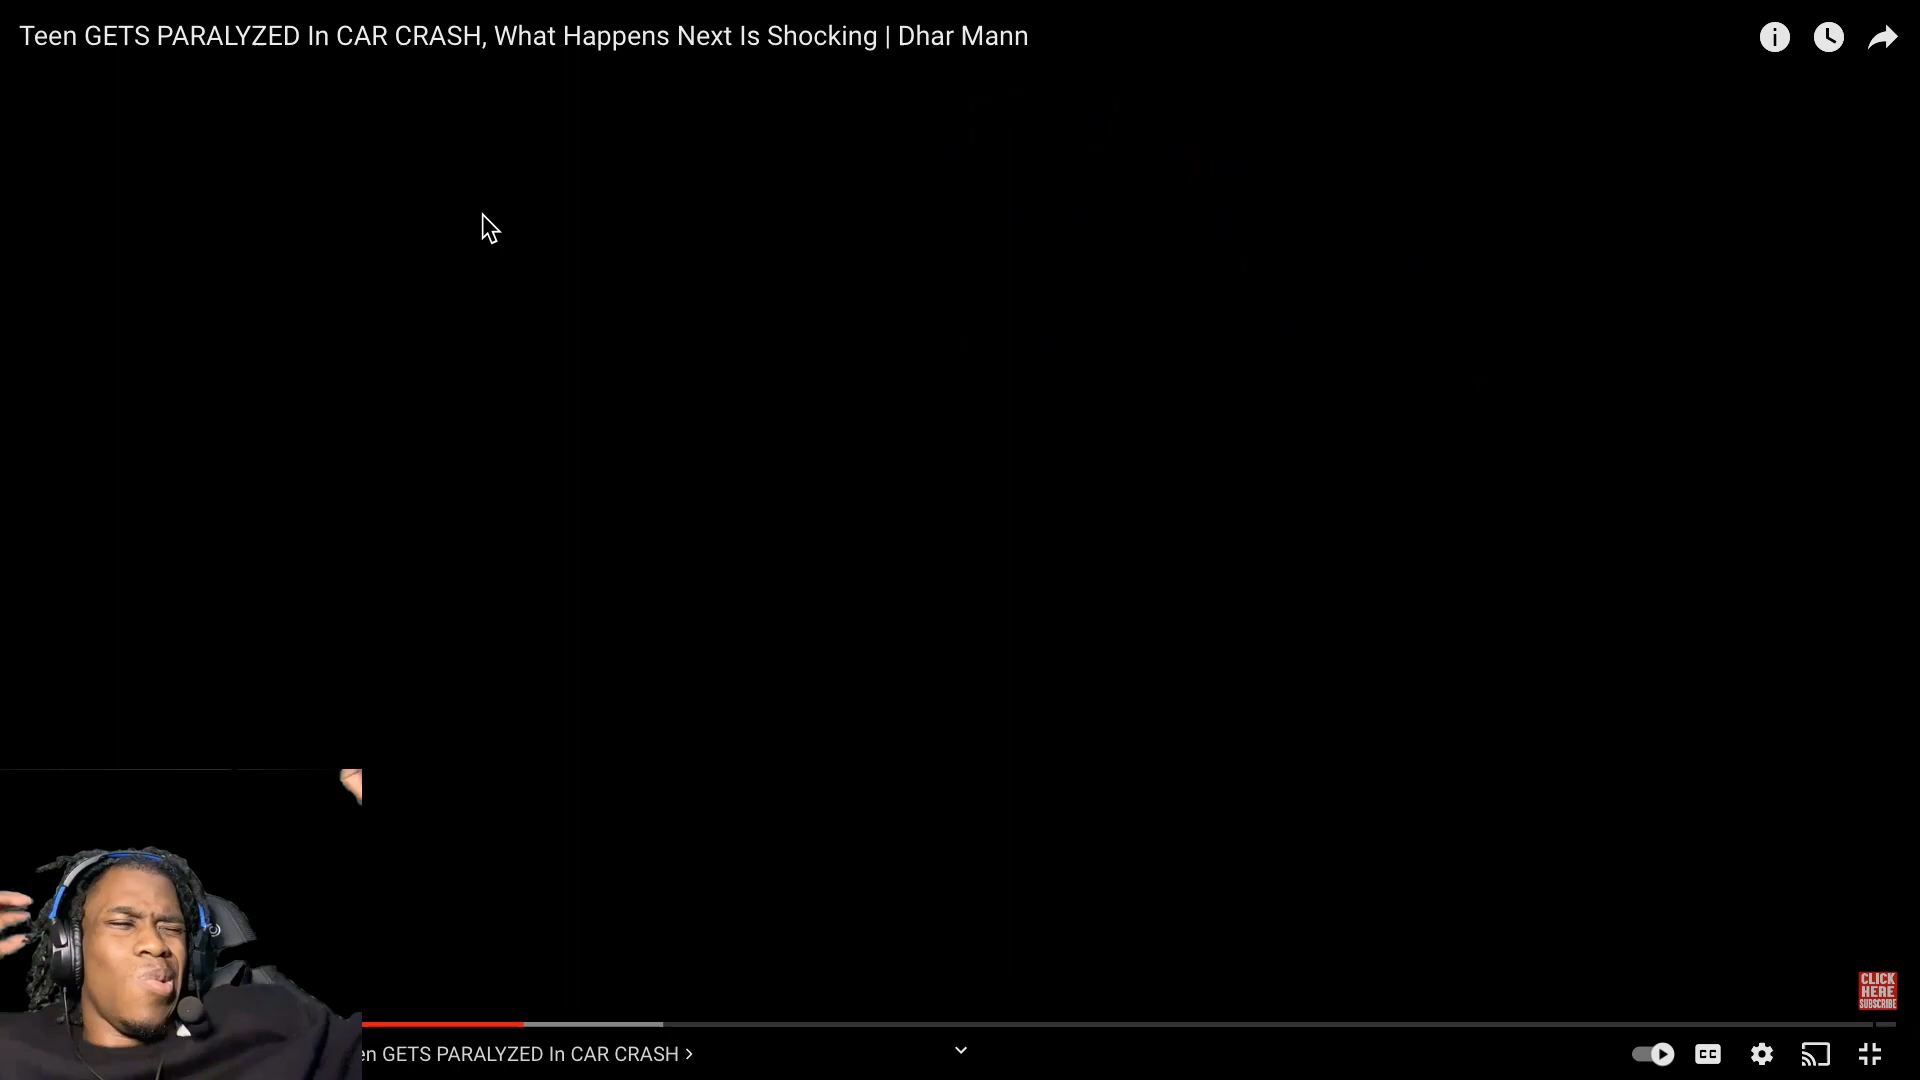 Teen GETS PARALYZED In CAR CRASH, What Happens Next Is Shocking | Dhar Mann
CLICK
HERE
SUBSCRIBE
en GETS PARALYZED In CAR CRASH >
CC